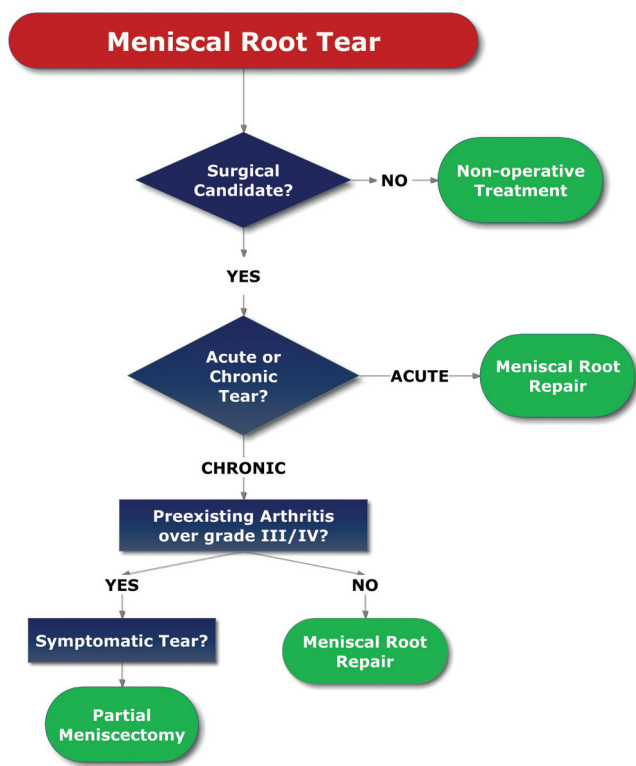 Meniscal Root Tear
Surgical
Candidate?
NO
Non-operative
Treatment
YES
Acute or
Chronic
Tear?
ACUTE
Meniscal Root
Repair
CHRONIC
Preexisting Arthritis
over grade III/IV?
YES
NO
Symptomatic Tear?
Meniscal Root
Repair
Partial
Meniscectomy